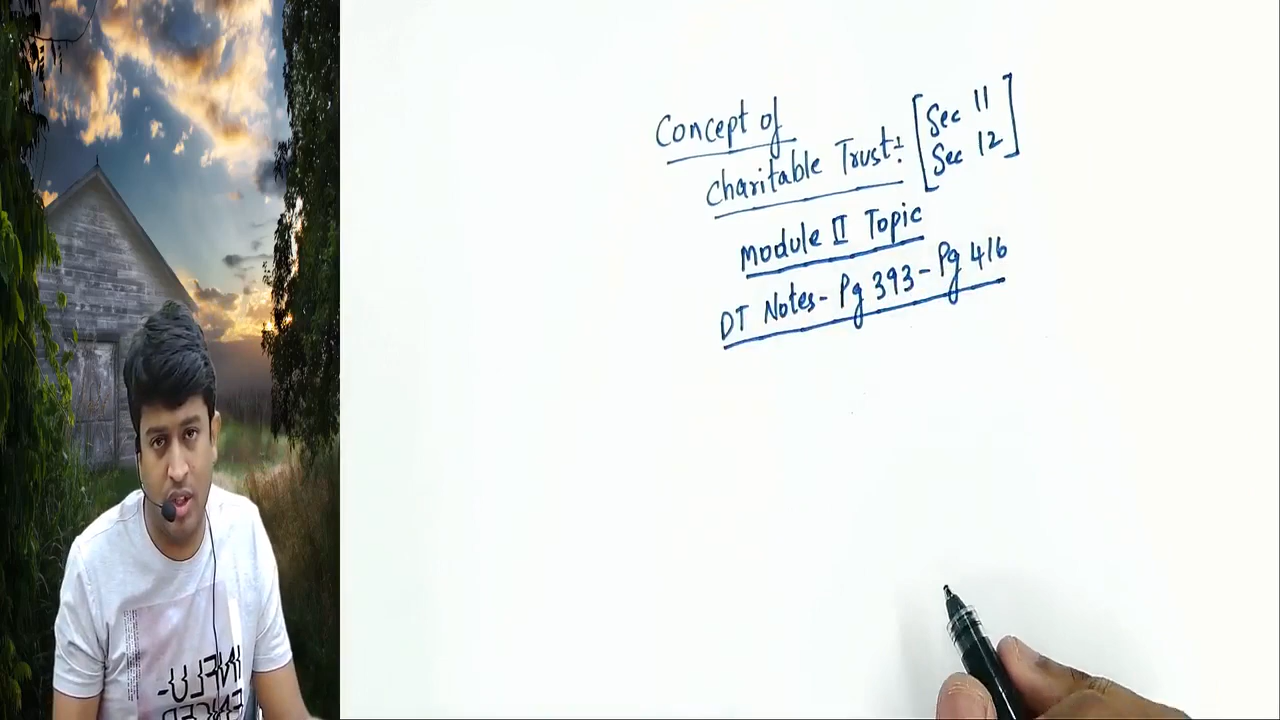 Concept of
Charitable Trust:
[Sec 11
Sec 12]
Module II Topic
DT Notes - Pg 393 - Pg 416